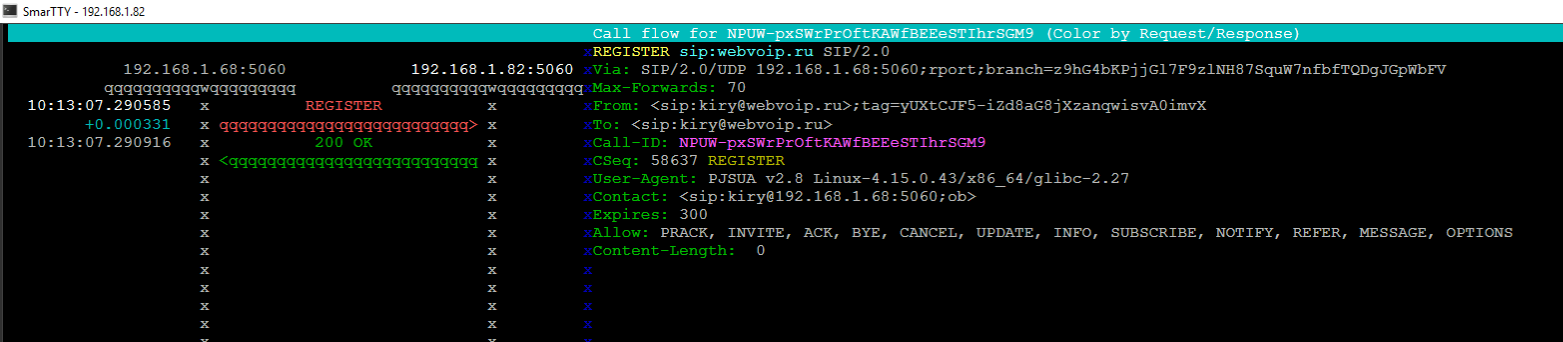 SmarTTY - 192.168.1.82
Call flow for NPUW-pxSWrPrOftKAWfBEEeSTIhrSGM9 (Color by Request/Response)
xREGISTER sip:webvoip.ru SIP/2.0
192.168.1.68:5060 192.168.1.82:5060 xVia: SIP/2.0/UDP 192.168.1.68:5060;rport;branch=z9hG4bKPjjGl7F9zlNH87SquW7nfbfTQDgJGpWbFV
qqqqqqqqqqwqqqqqqqqq qqqqqqqqqqwqqqqqqqqqxMax-Forwards: 70
10:13:07.290585 x REGISTER x xFrom: <sip:kiry@webvoip.ru>;tag=yUXtCJF5-iZd8aG8jXzanqwisvA0imvX
+0.000331 x qqqqqqqqqqqqqqqqqqqqqqqqqq> x xTo: <sip:kiry@webvoip.ru>
10:13:07.290916 x 200 OK x xCall-ID: NPUW-pxSWrPrOftKAWfBEEeSTIhrSGM9
x <qqqqqqqqqqqqqqqqqqqqqqqqqq x xCSeq: 58637 REGISTER
x x xUser-Agent: PJSUA v2.8 Linux-4.15.0.43/x86_64/glibc-2.27
x x xContact: <sip:kiry@192.168.1.68:5060;ob>
x x xExpires: 300
x x xAllow: PRACK, INVITE, ACK, BYE, CANCEL, UPDATE, INFO, SUBSCRIBE, NOTIFY, REFER, MESSAGE, OPTIONS
x x xContent-Length: 0
x x x
x x x
x x x
x x x
x x x